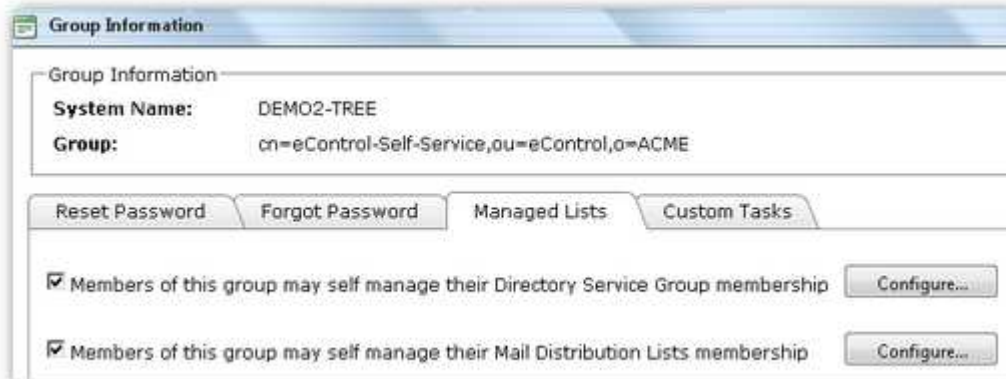 Group Information
Group Information
System Name: DEMO2-TREE
Group: cn=eControl-Self-Service,ou=eControl,o=ACME
Reset Password Forgot Password Managed Lists Custom Tasks
Members of this group may self manage their Directory Service Group membership Configure...
Members of this group may self manage their Mail Distribution Lists membership Configure...